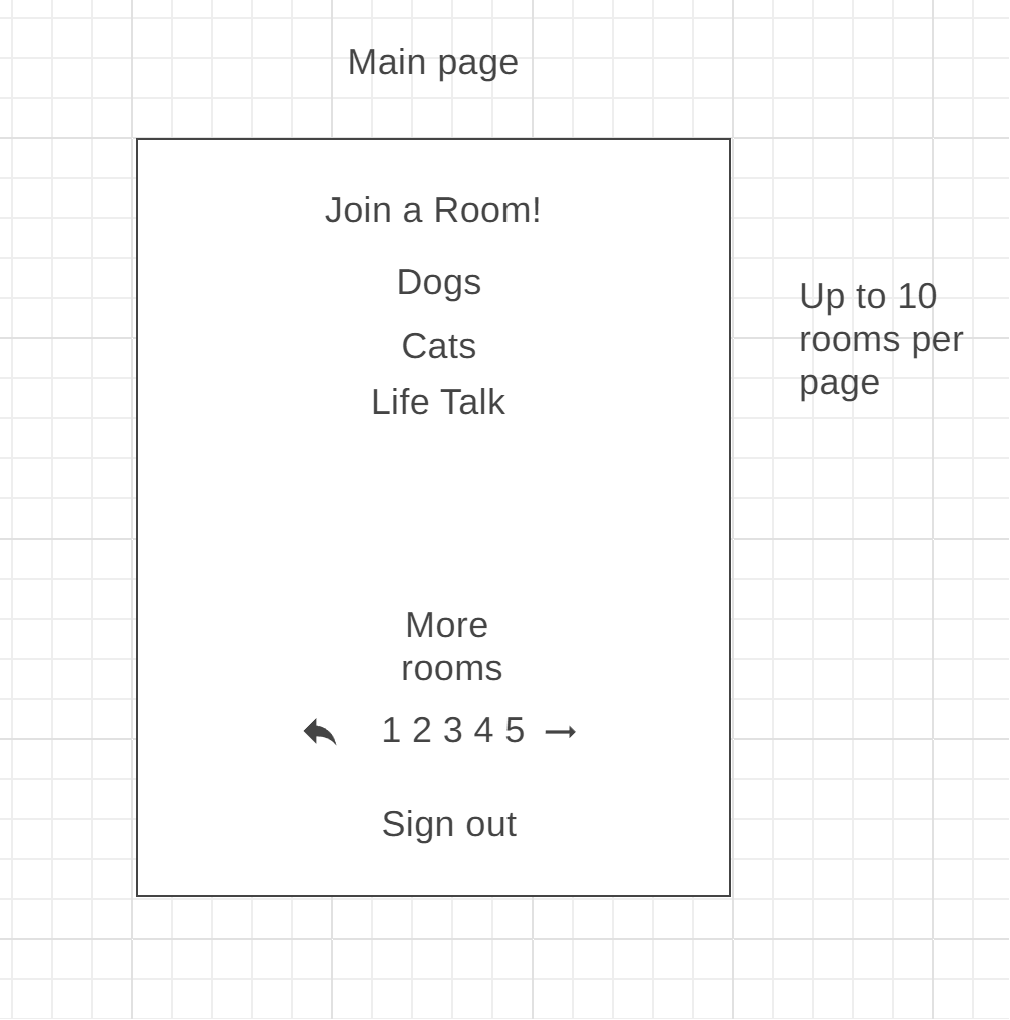 Main page
Join a Room!
Dogs
Cats
Life Talk
Up to 10
rooms per
page
More
rooms
1 2 3 4 5
Sign out